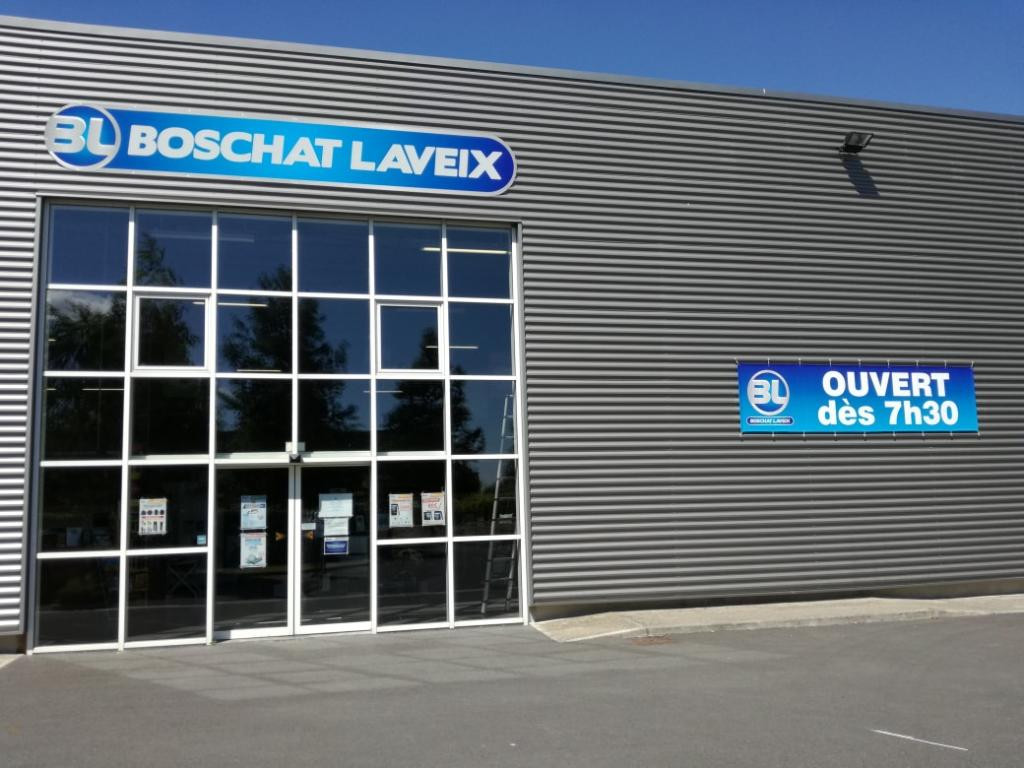 BL BOSCHAT LAVEIX
BL
BOSCHAT LAVEIX
OUVERT
dès 7h30